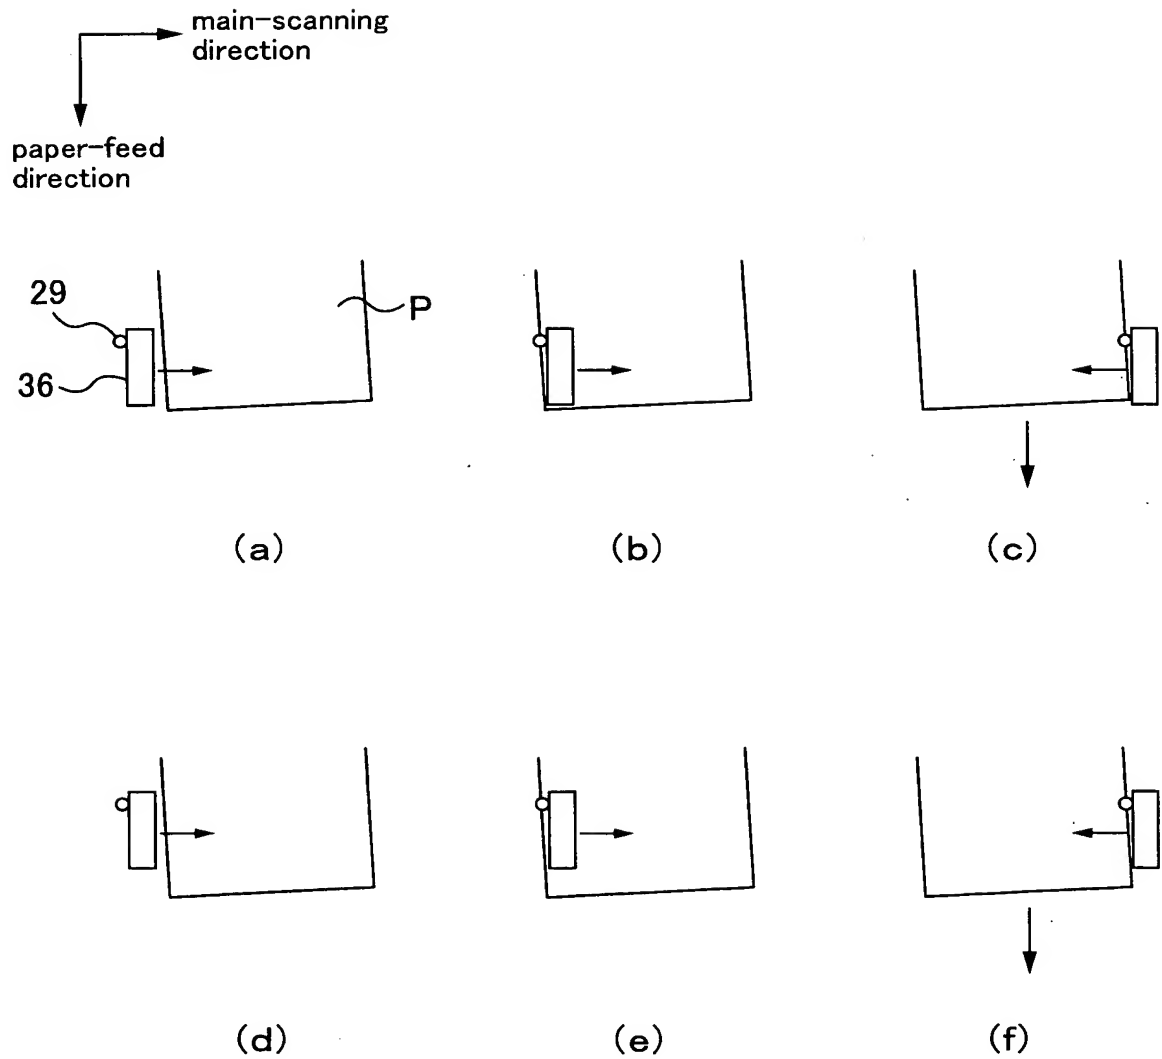 main-scanning
direction
paper-feed
direction
29
P
36
(a)
(b)
(c)
(d)
(e)
(f)